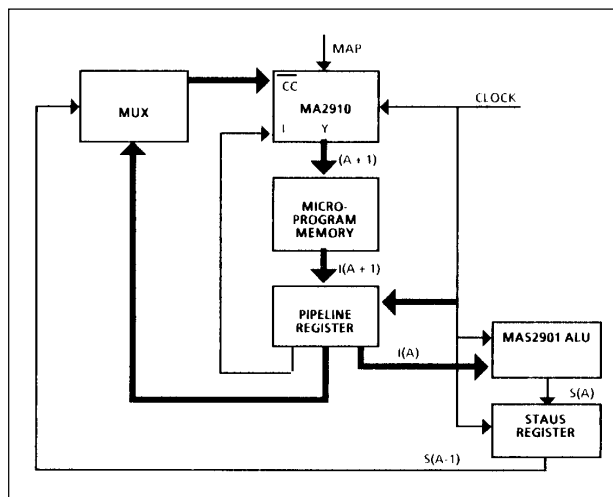 MAP
CC
MUX
MA2910
CLOCK
I
Y
(A + 1)
MICRO-
PROGRAM
MEMORY
I(A + 1)
PIPELINE
REGISTER
I(A)
MAS2901 ALU
S(A)
STAUS
REGISTER
S(A-1)